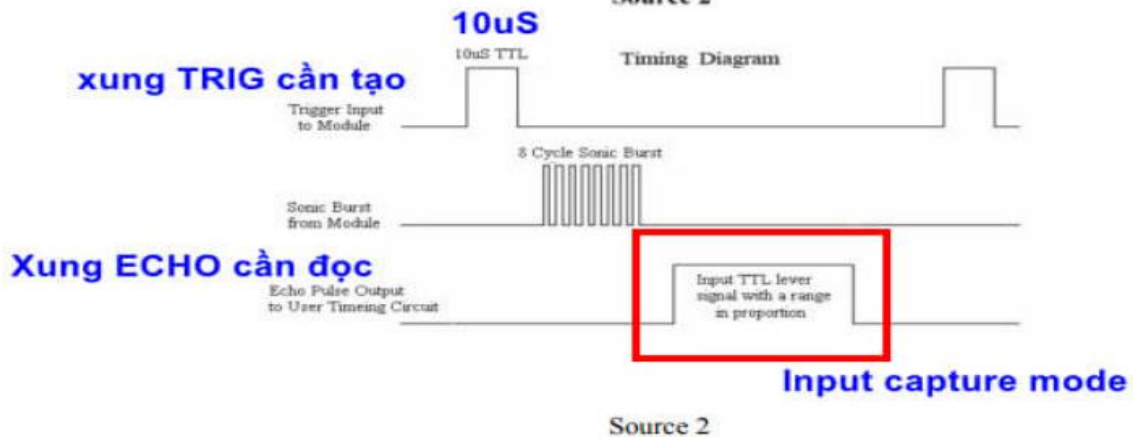 Source 2
10uS
10uS TTL
Timing Diagram
xung TRIG cần tạo
Trigger Input
to Module
8 Cycle Sonic Burst
Sonic Burst
from Module
Xung ECHO cần đọc
Echo Pulse Output
to User Timeing Circuit
Input TTL lever
signal with a range
in proportion
Input capture mode
Source 2